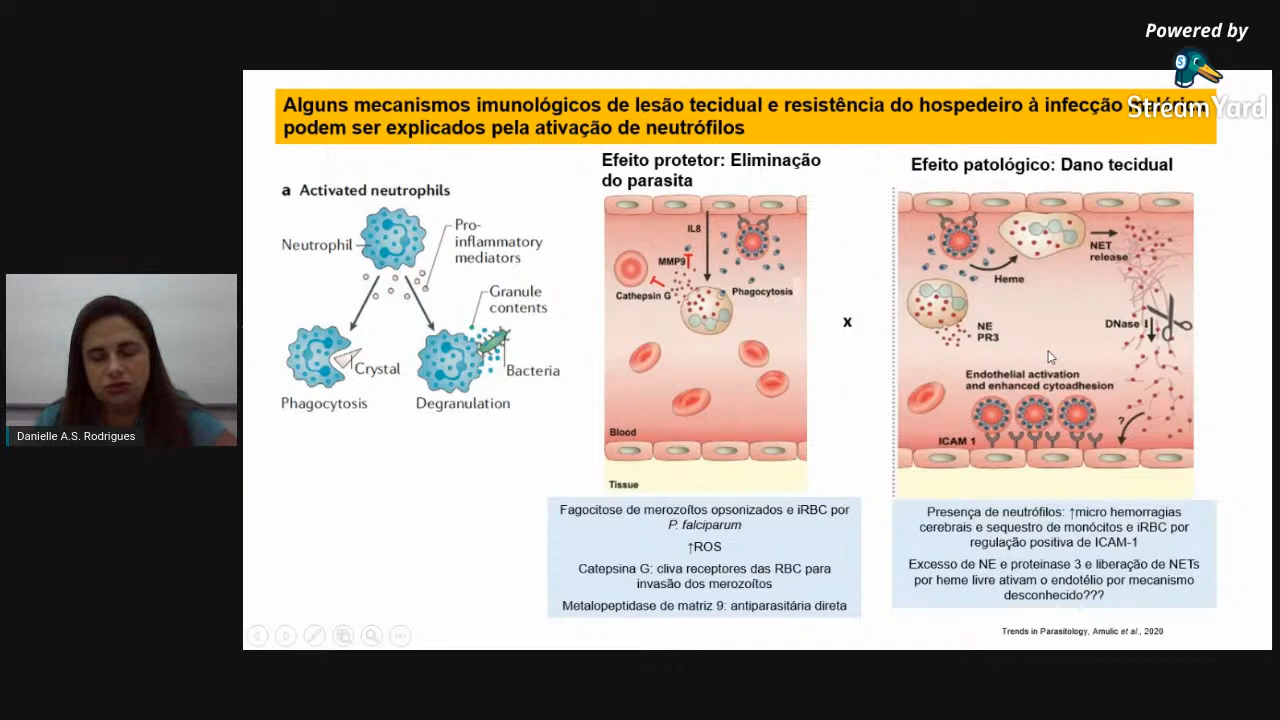 Powered by
StreamYard
Alguns mecanismos imunológicos de lesão tecidual e resistência do hospedeiro à infecção
podem ser explicados pela ativação de neutrófilos
a Activated neutrophils
Neutrophil
Pro-
inflammatory
mediators
Granule
contents
Crystal
Bacteria
Phagocytosis
Degranulation
Efeito protetor: Eliminação
do parasita
IL8
MMP9
Cathepsin G
Phagocytosis
Blood
Tissue
Fagocitose de merozoítos opsonizados e iRBC por
P. falciparum
↑ROS
Catepsina G: cliva receptores das RBC para
invasão dos merozoítos
Metalopeptidase de matriz 9: antiparasitária direta
x
Efeito patológico: Dano tecidual
NET
release
Heme
DNase I
NE
PR3
Endothelial activation
and enhanced cytoadhesion
?
ICAM 1
Presença de neutrófilos: ↑micro hemorragias
cerebrais e sequestro de monócitos e iRBC por
regulação positiva de ICAM-1
Excesso de NE e proteinase 3 e liberação de NETs
por heme livre ativam o endotélio por mecanismo
desconhecido???
Trends in Parasitology, Amulic et al., 2020
Danielle A.S. Rodrigues